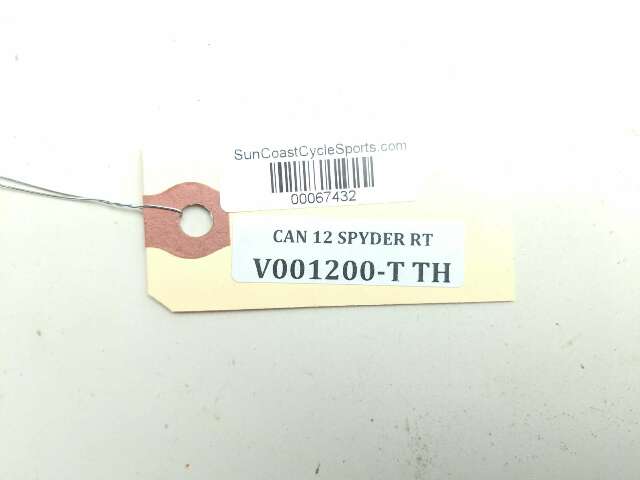 SunCoastCycleSports.com
00067432
CAN 12 SPYDER RT
V001200-T TH